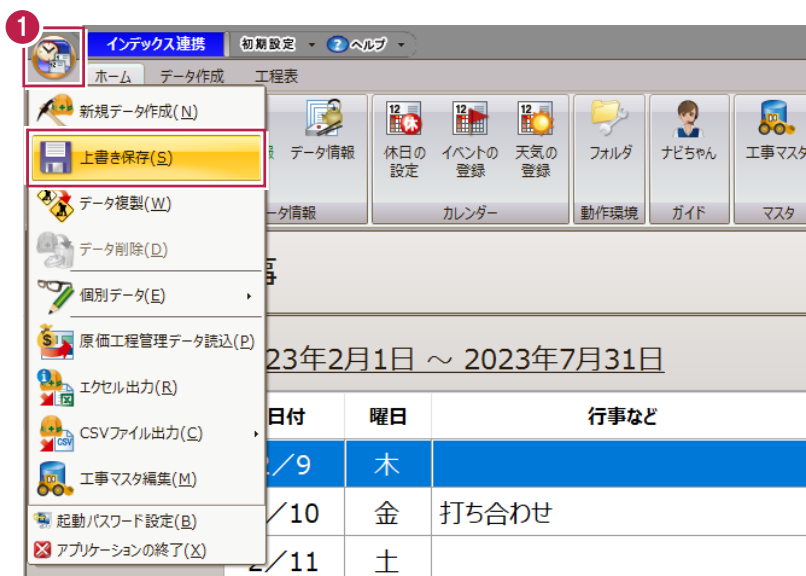 1
インデックス連携 初期設定 ? ヘルプ
ホーム データ作成 工程表
新規データ作成(N)
上書き保存(S)
データ複製(W)
データ削除(D)
個別データ(E)
原価工程管理データ読込(P)
エクセル出力(R)
CSVファイル出力(C)
工事マスタ編集(M)
起動パスワード設定(B)
アプリケーションの終了(X)
データ情報
休日の
設定
イベントの
登録
天気の
登録
フォルダ
ナビちゃん
工事マスタ
タ情報
カレンダー
動作環境
ガイド
マスタ
事
23年2月1日 ~ 2023年7月31日
日付 曜日 行事など
2/9 木
/10 金 打ち合わせ
2/11 土